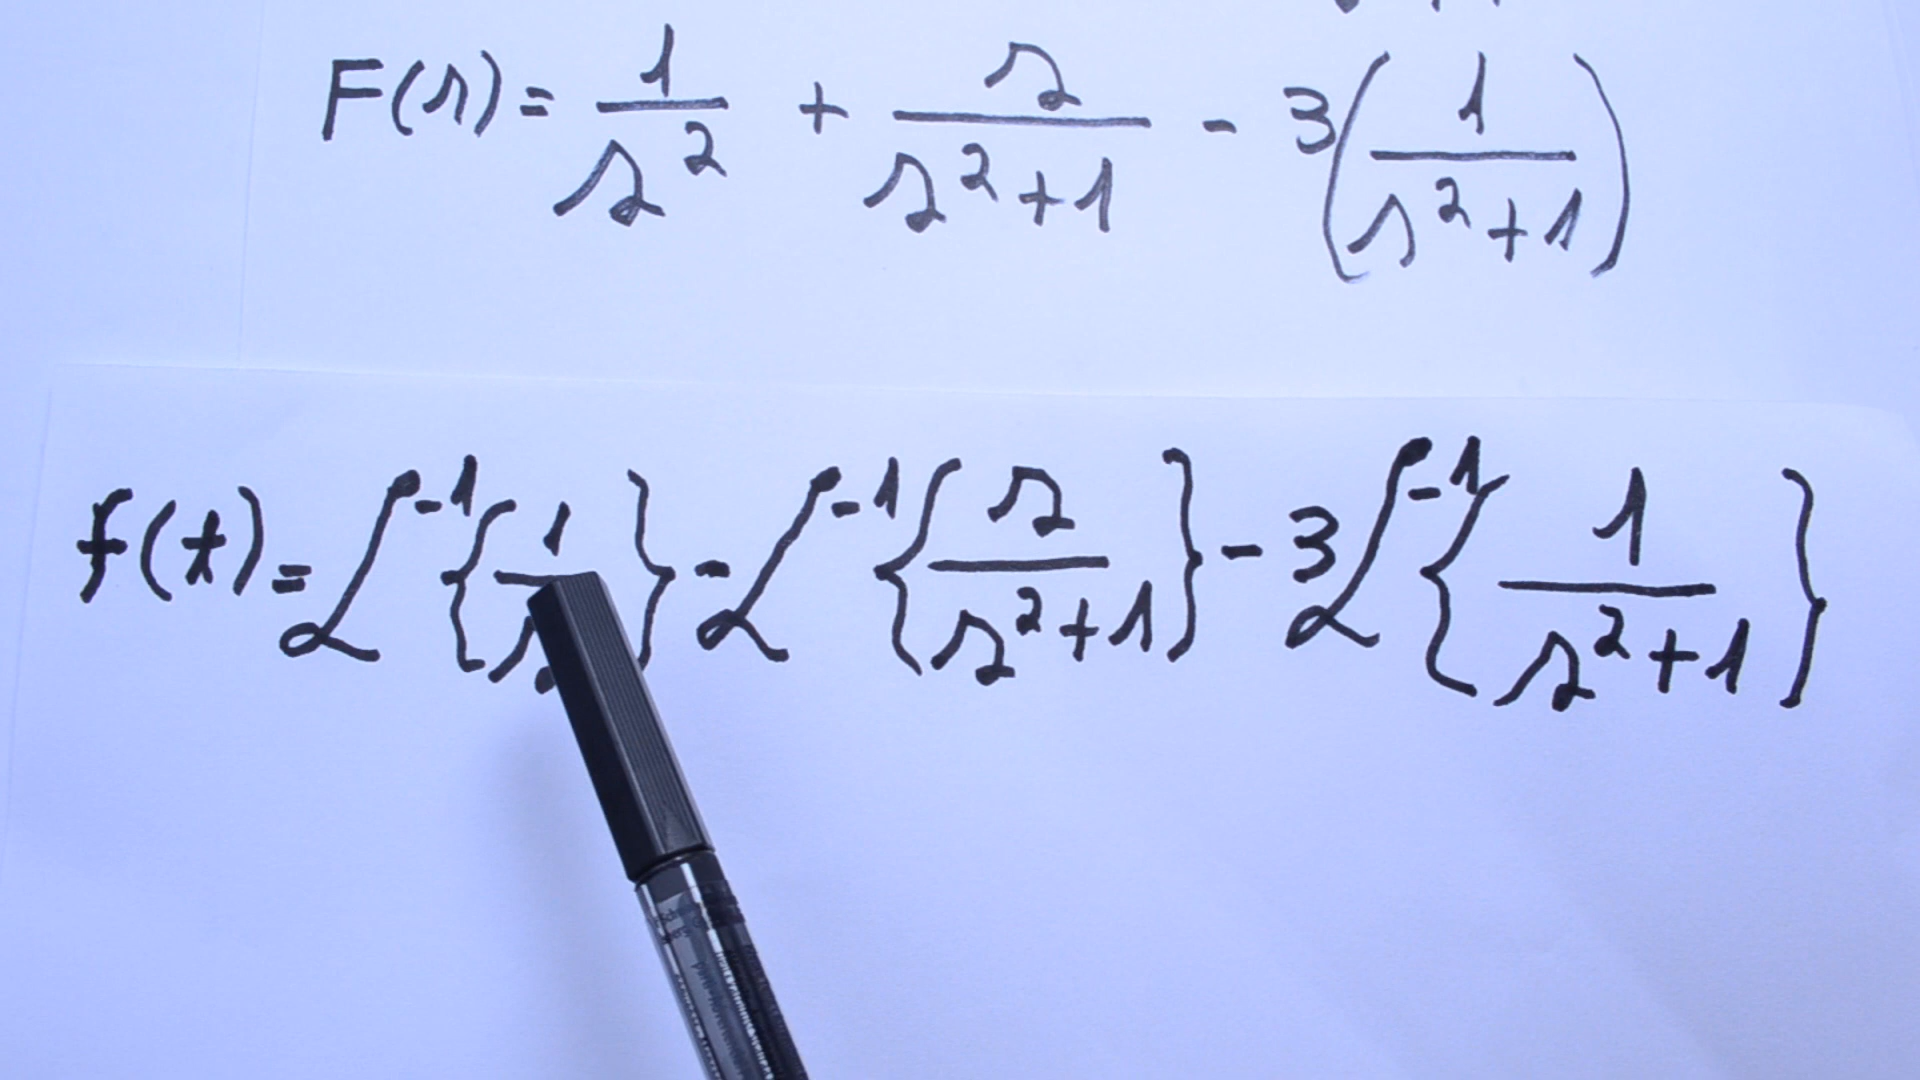 F(s) = 1/s² + s/(s²+1) - 3(1/(s²+1))
f(t) = ℒ⁻¹{1/s} - ℒ⁻¹{s/(s²+1)} - 3ℒ⁻¹{1/(s²+1)}